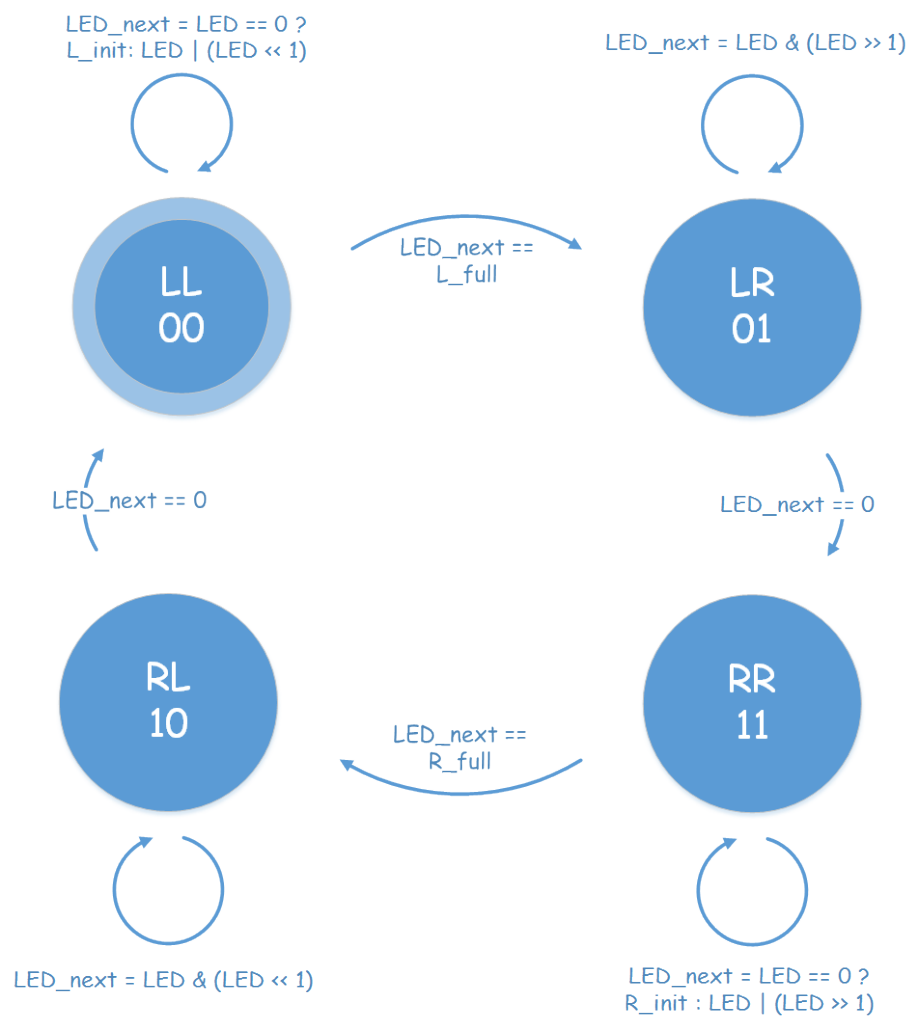 LED_next = LED == 0 ?
L_init: LED | (LED << 1)
LED_next = LED & (LED >> 1)
LL
00
LED_next ==
L_full
LR
01
LED_next == 0
LED_next == 0
RL
10
LED_next ==
R_full
RR
11
LED_next = LED & (LED << 1)
LED_next = LED == 0 ?
R_init : LED | (LED >> 1)